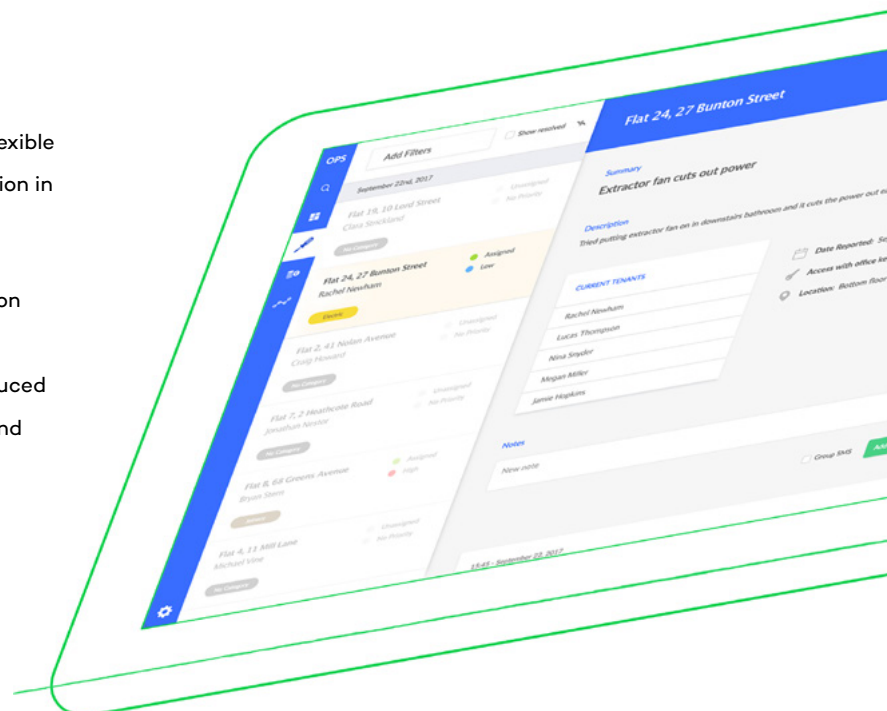 exible
ion in
on
uced
nd
OPS
Add Filters
Show resolved
September 22nd, 2017
Flat 19, 10 Lord Street
Clara Strickland
Unassigned
No Priority
No Category
Flat 24, 27 Bunton Street
Rachel Newham
Assigned
Low
Electric
Flat 2, 41 Nolan Avenue
Craig Howard
Unassigned
No Priority
No Category
Flat 7, 2 Heathcote Road
Jonathan Nestor
Unassigned
No Priority
No Category
Flat 8, 68 Greens Avenue
Bryan Stern
Assigned
High
Flat 4, 11 Mill Lane
Michael Vine
Unassigned
No Priority
No Category
Flat 24, 27 Bunton Street
Summary
Extractor fan cuts out power
Description
Tried putting extractor fan on in downstairs bathroom and it cuts the power out e
CURRENT TENANTS
Rachel Newham
Lucas Thompson
Nina Snyder
Megan Miller
Jamie Hopkins
Date Reported: Se
Access with office ke
Location: Bottom floor
Notes
New note
Group SMS
Add
15:45 - September 22, 2017